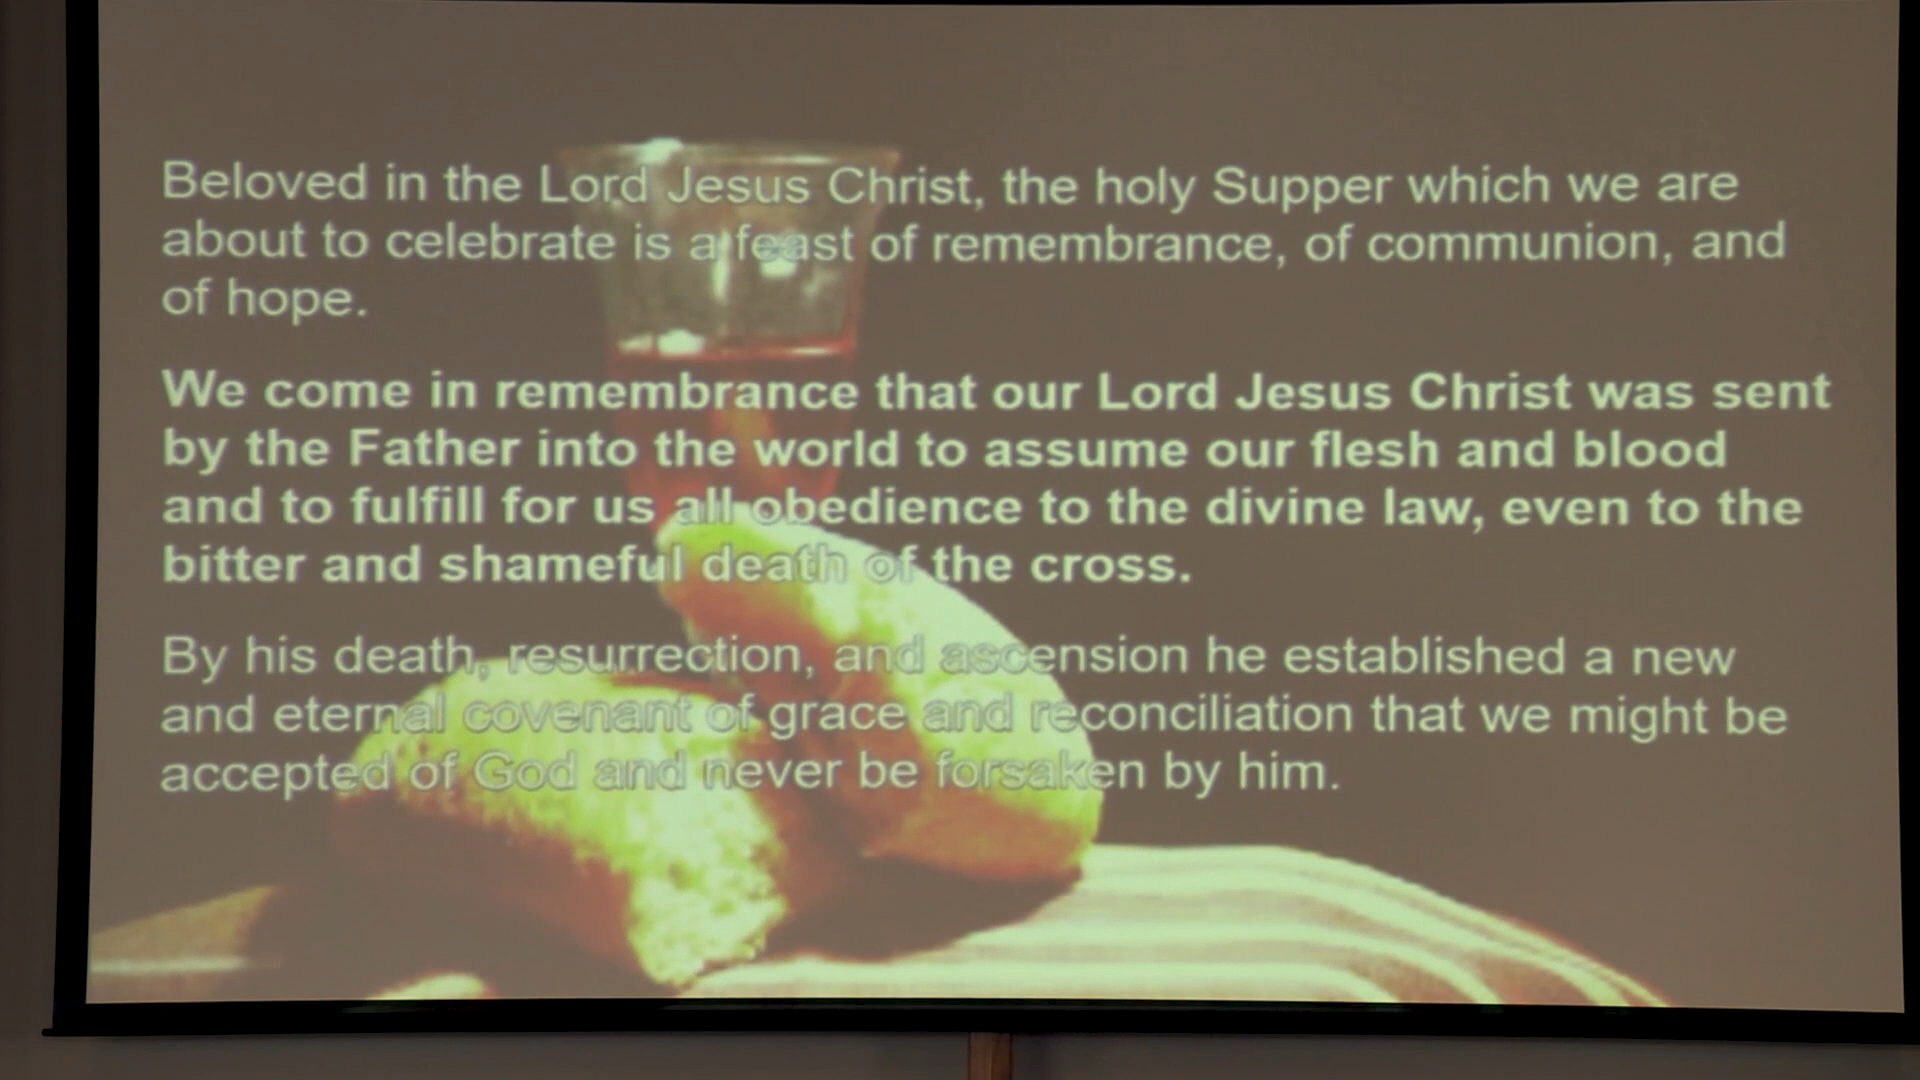 Beloved in the Lord Jesus Christ, the holy Supper which we are
about to celebrate is a feast of remembrance, of communion, and
of hope.
We come in remembrance that our Lord Jesus Christ was sent
by the Father into the world to assume our flesh and blood
and to fulfill for us all obedience to the divine law, even to the
bitter and shameful death of the cross.
By his death, resurrection, and ascension he established a new
and eternal covenant of grace and reconciliation that we might be
accepted of God and never be forsaken by him.